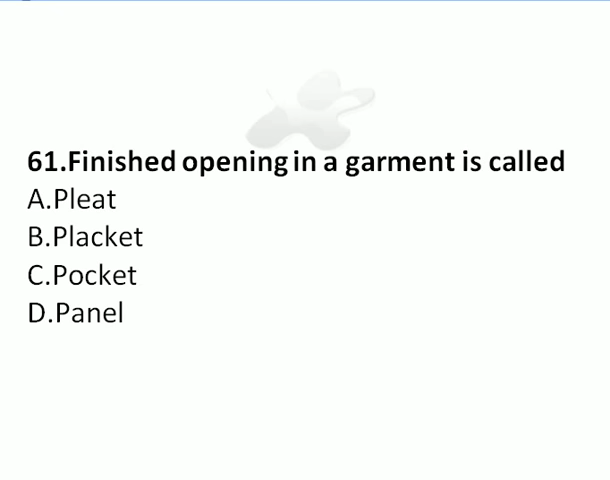 61.Finished opening in a garment is called
A.Pleat
B.Placket
C.Pocket
D.Panel